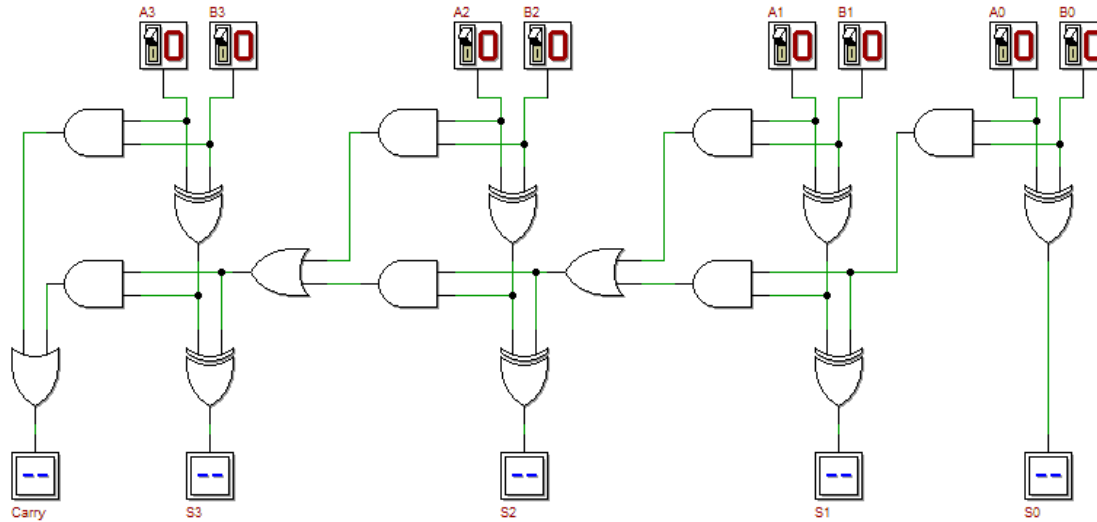 A3 B3 A2 B2 A1 B1 A0 B0
0 0 0 0 0 0 0 0
-- -- -- -- --
Carry S3 S2 S1 S0